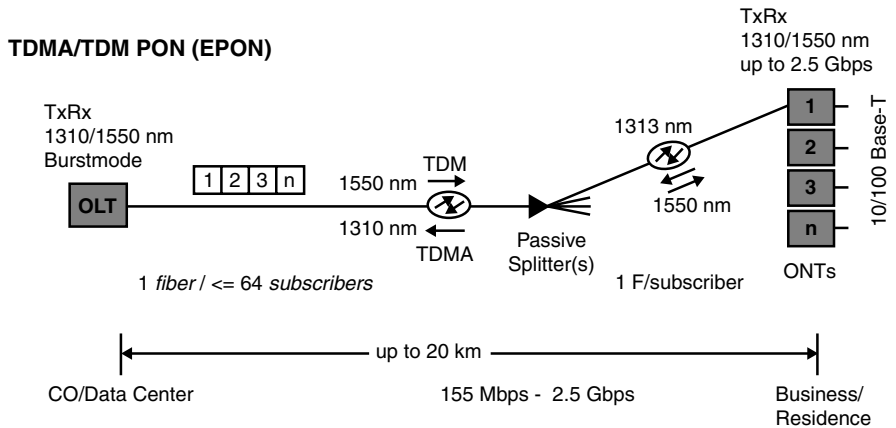 TDMA/TDM PON (EPON)
TxRx
1310/1550 nm
up to 2.5 Gbps
TxRx
1310/1550 nm
Burstmode
OLT
1 2 3 n
1550 nm
TDM
1310 nm
TDMA
Passive
Splitter(s)
1313 nm
1550 nm
1
2
3
n
10/100 Base-T
ONTs
1 fiber / <= 64 subscribers
1 F/subscriber
up to 20 km
CO/Data Center
155 Mbps - 2.5 Gbps
Business/
Residence